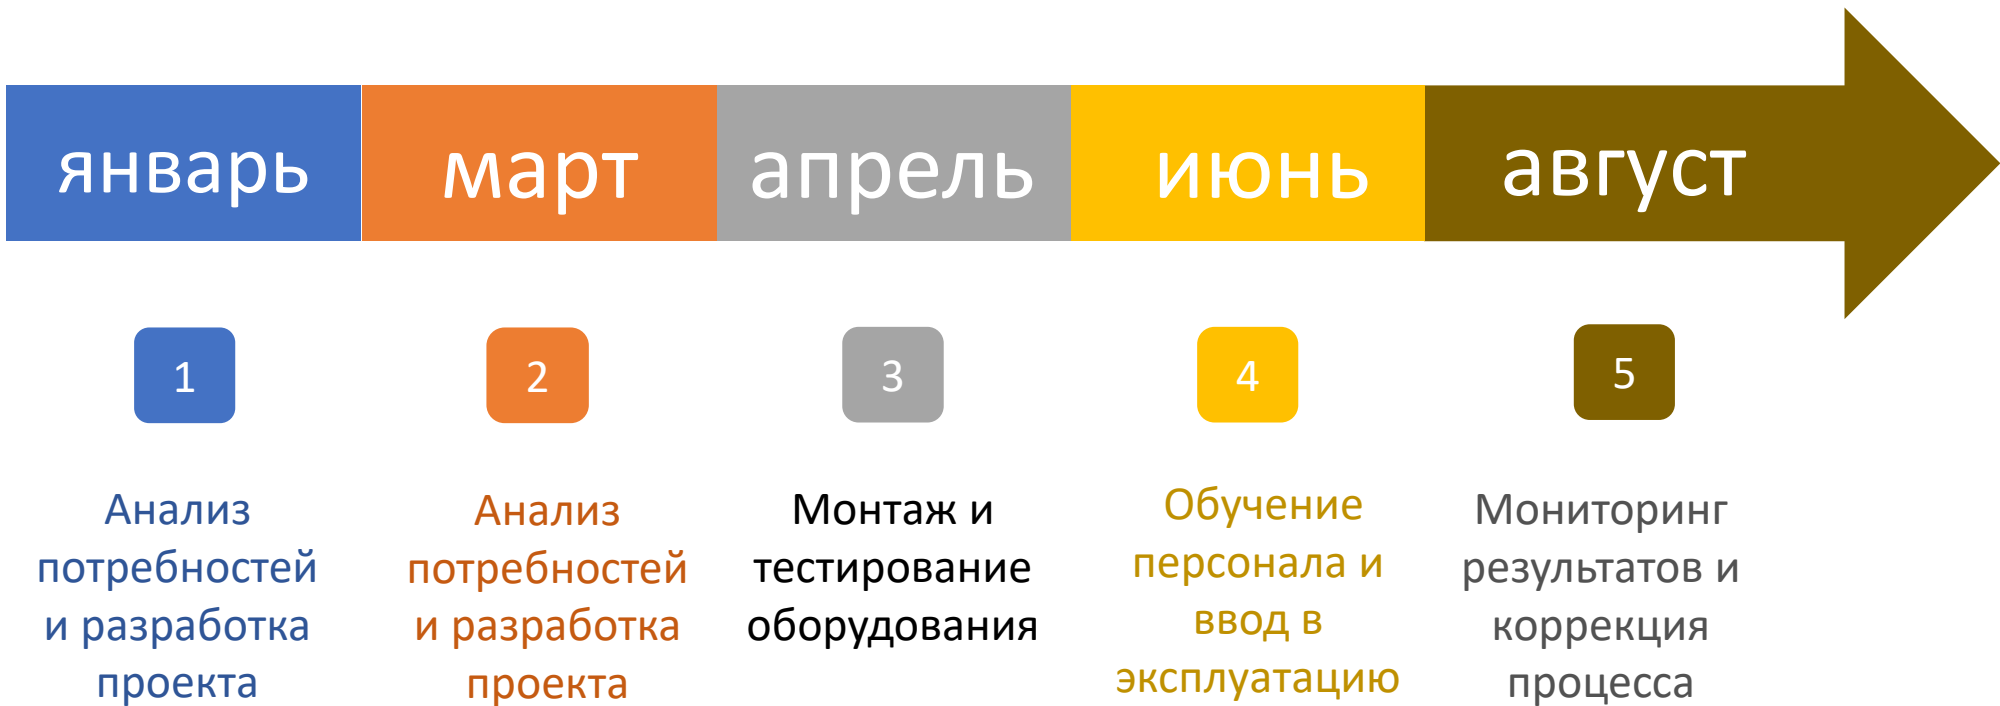 январь
март
апрель
июнь
август
1
2
3
4
5
Анализ
потребностей
и разработка
проекта
Анализ
потребностей
и разработка
проекта
Монтаж и
тестирование
оборудования
Обучение
персонала и
ввод в
эксплуатацию
Мониторинг
результатов и
коррекция
процесса